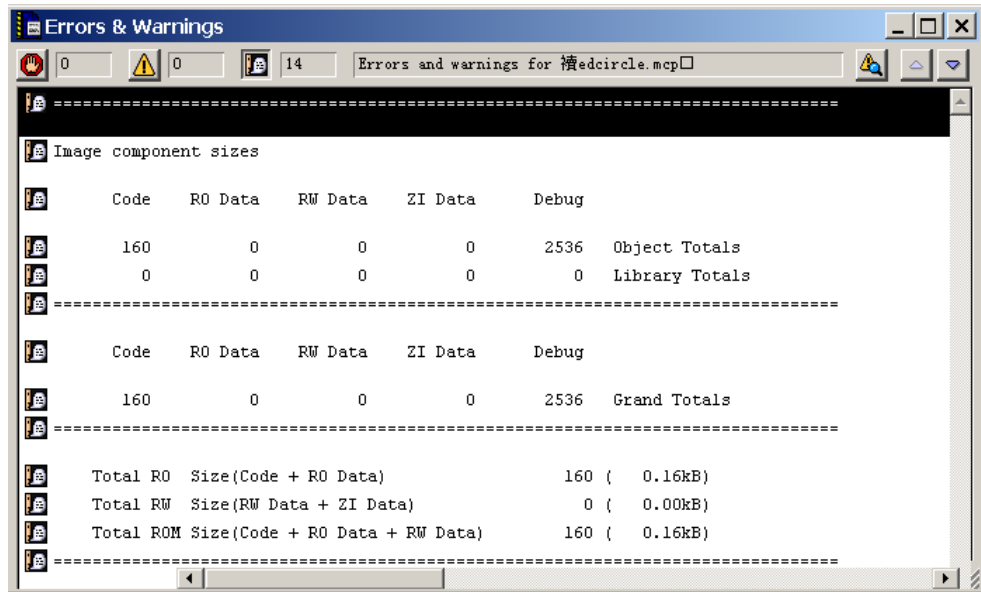 Errors & Warnings
0 0 14 Errors and warnings for 襩edcircle.mcp□
================================================================================
Image component sizes
Code RO Data RW Data ZI Data Debug
160 0 0 0 2536 Object Totals
0 0 0 0 0 Library Totals
================================================================================
Code RO Data RW Data ZI Data Debug
160 0 0 0 2536 Grand Totals
================================================================================
Total RO Size(Code + RO Data) 160 ( 0.16kB)
Total RW Size(RW Data + ZI Data) 0 ( 0.00kB)
Total ROM Size(Code + RO Data + RW Data) 160 ( 0.16kB)
================================================================================